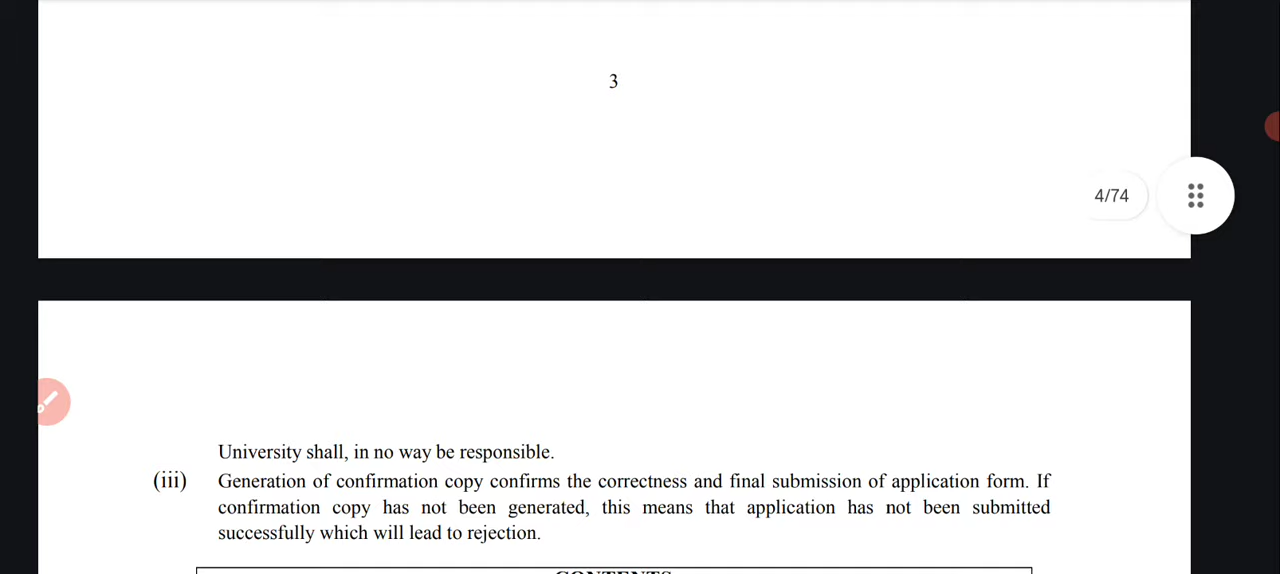 3
4/74
University shall, in no way be responsible.
(iii) Generation of confirmation copy confirms the correctness and final submission of application form. If
confirmation copy has not been generated, this means that application has not been submitted
successfully which will lead to rejection.
CONTENTS